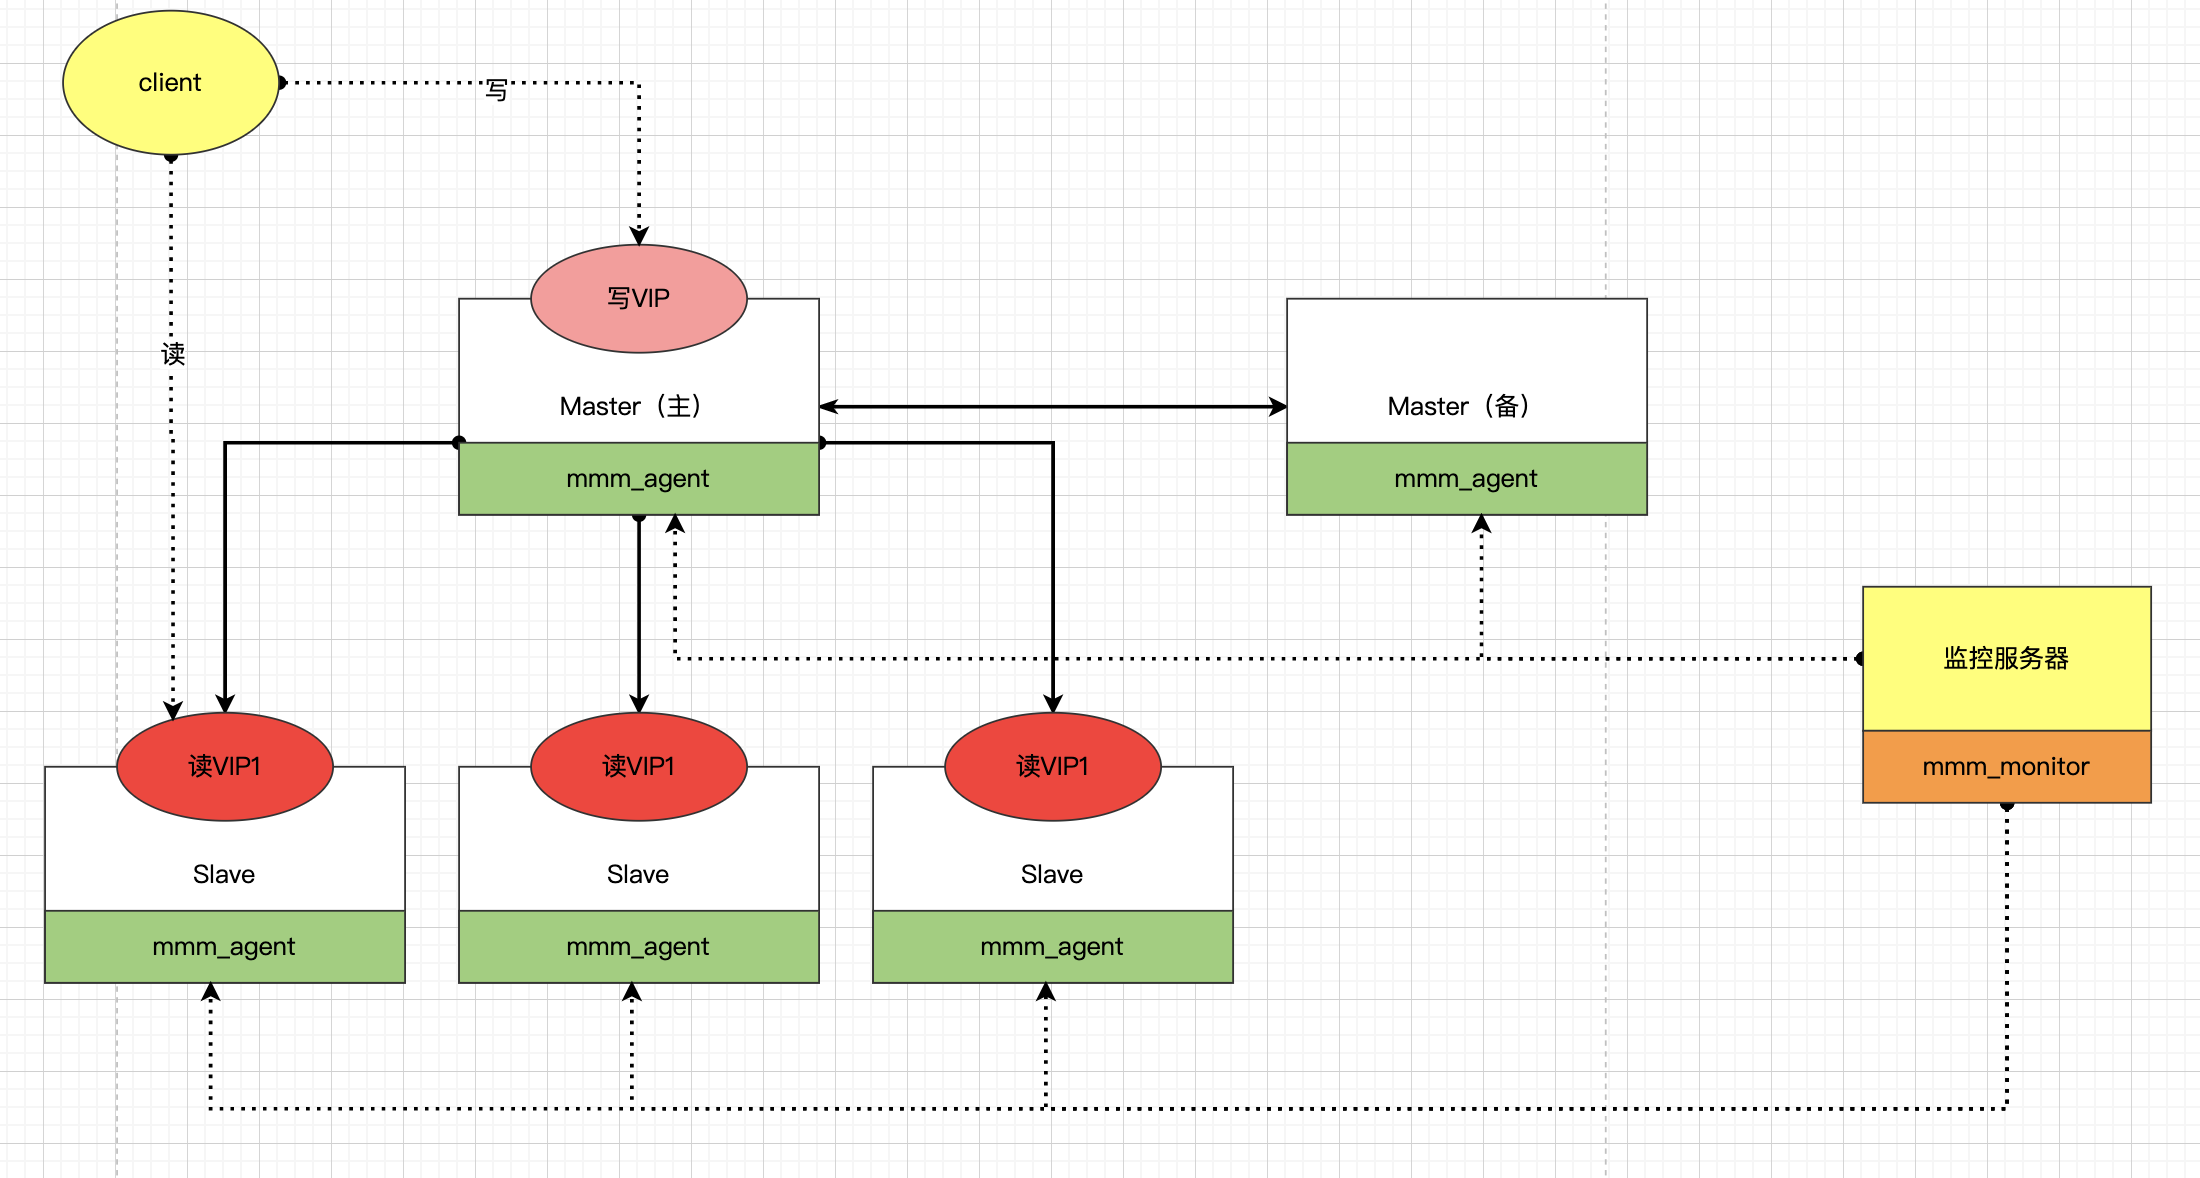 client
写
写VIP
读
Master（主）
Master（备）
mmm_agent
mmm_agent
监控服务器
mmm_monitor
读VIP1
读VIP1
读VIP1
Slave
Slave
Slave
mmm_agent
mmm_agent
mmm_agent